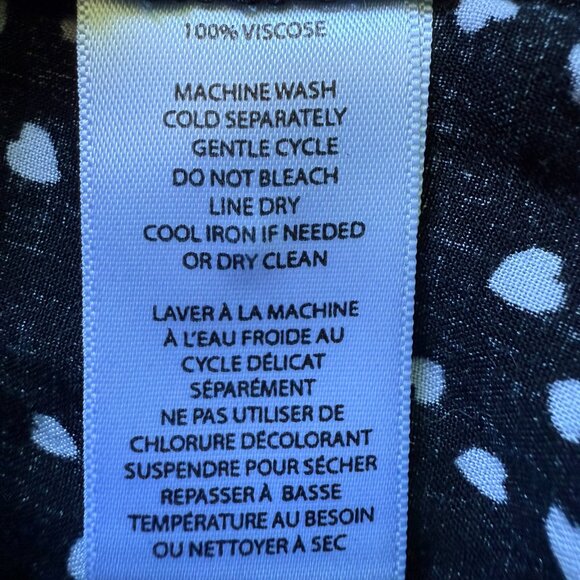 100% VISCOSE
MACHINE WASH
COLD SEPARATELY
GENTLE CYCLE
DO NOT BLEACH
LINE DRY
COOL IRON IF NEEDED
OR DRY CLEAN
LAVER À LA MACHINE
À L'EAU FROIDE AU
CYCLE DÉLICAT
SÉPARÉMENT
NE PAS UTILISER DE
CHLORURE DÉCOLORANT
SUSPENDRE POUR SÉCHER
REPASSER À BASSE
TEMPÉRATURE AU BESOIN
OU NETTOYER À SEC